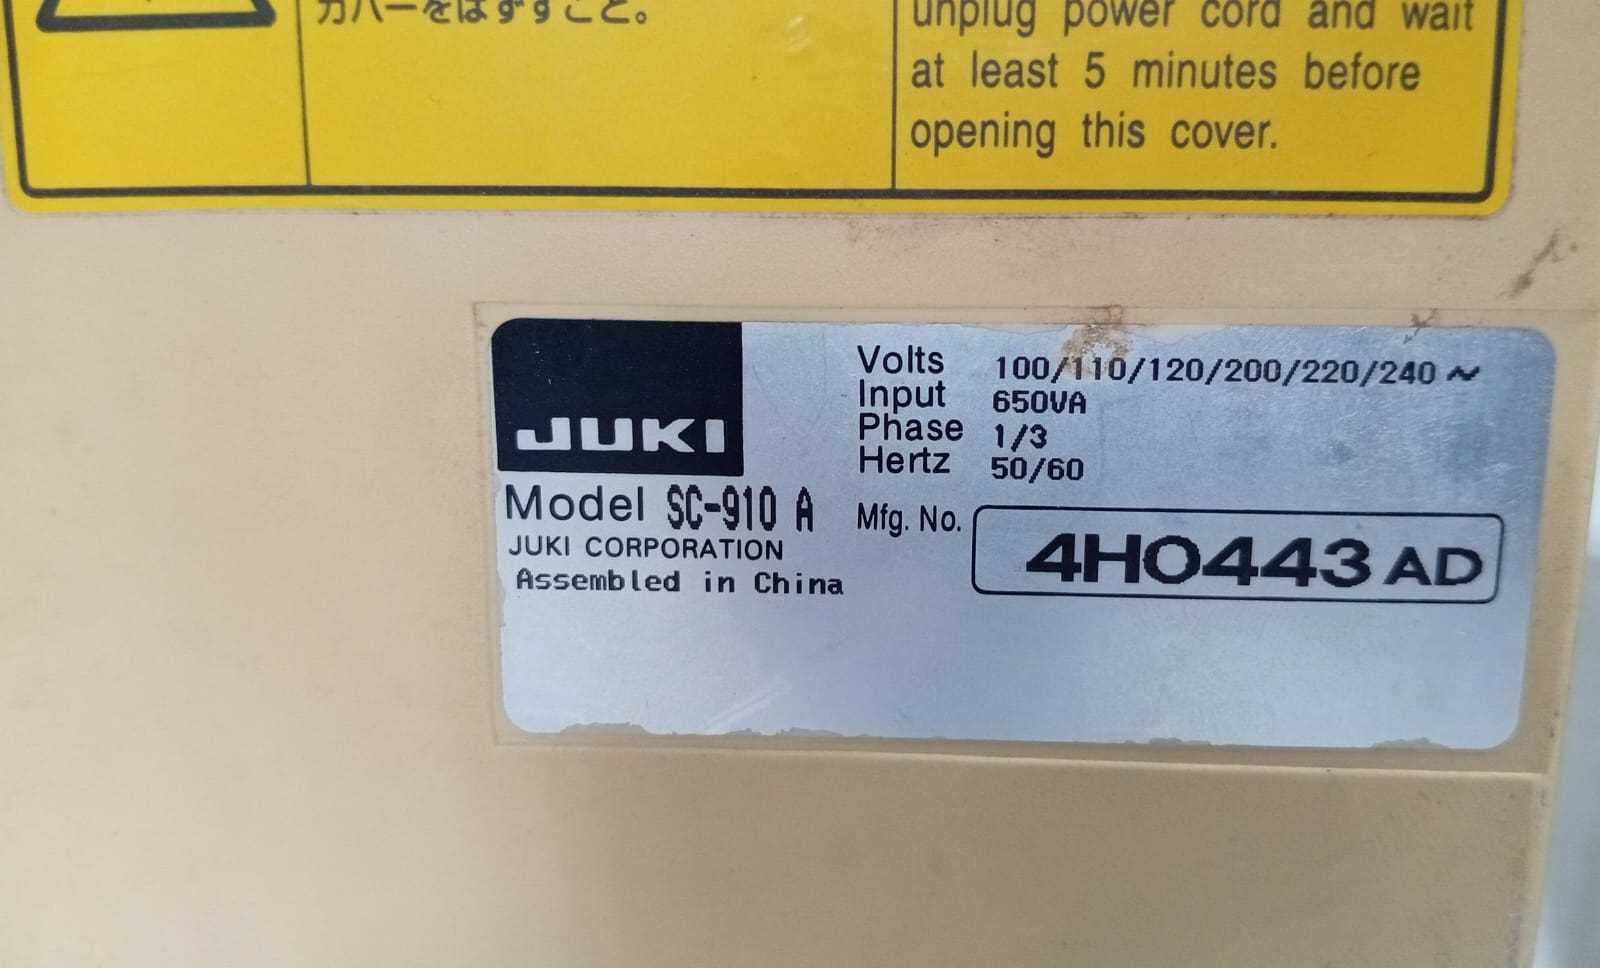 カバーをはずすこと。
unplug power cord and wait
at least 5 minutes before
opening this cover.
JUKI
Volts 100/110/120/200/220/240 ~
Input 650VA
Phase 1/3
Hertz 50/60
Model SC-910 A
Mfg. No. 4H0443 AD
JUKI CORPORATION
Assembled in China